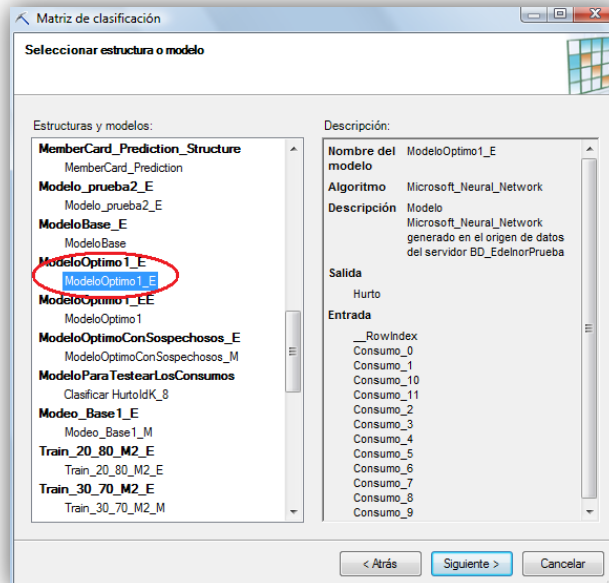 Matriz de clasificación
Seleccionar estructura o modelo
Estructuras y modelos:
MemberCard_Prediction_Structure
MemberCard_Prediction
Modelo_prueba2_E
Modelo_prueba2_E
ModeloBase_E
ModeloBase
ModeloOptimo1_E
ModeloOptimo1_E
ModeloOptimo1_EE
ModeloOptimo1
ModeloOptimoConSospechosos_E
ModeloOptimoConSospechosos_M
ModeloParaTestearLosConsumos
Clasificar HurtoIdK_8
Modeo_Base1_E
Modeo_Base1_M
Train_20_80_M2_E
Train_20_80_M2_E
Train_30_70_M2_E
Train_30_70_M2_M
Descripción:
Nombre del modelo ModeloOptimo1_E
Algoritmo Microsoft_Neural_Network
Descripción Modelo
Microsoft_Neural_Network
generado en el origen de datos
del servidor BD_EdelnorPrueba
Salida
Hurto
Entrada
__RowIndex
Consumo_0
Consumo_1
Consumo_10
Consumo_11
Consumo_2
Consumo_3
Consumo_4
Consumo_5
Consumo_6
Consumo_7
Consumo_8
Consumo_9
< Atrás
Siguiente >
Cancelar